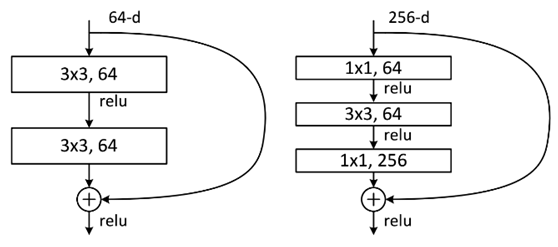 64-d
3x3, 64
relu
3x3, 64
relu
256-d
1x1, 64
relu
3x3, 64
relu
1x1, 256
relu